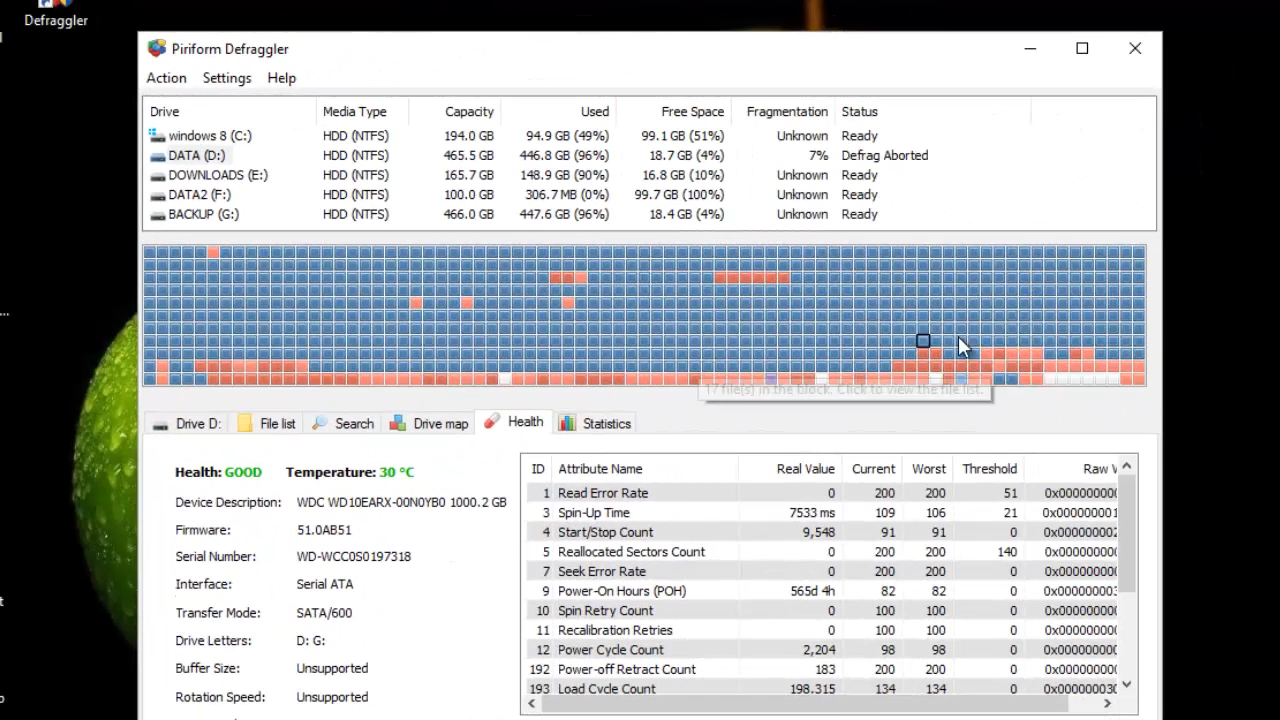 Defraggler
Piriform Defraggler
Action Settings Help
Drive Media Type Capacity Used Free Space Fragmentation Status
windows 8 (C:) HDD (NTFS) 194.0 GB 94.9 GB (49%) 99.1 GB (51%) Unknown Ready
DATA (D:) HDD (NTFS) 465.5 GB 446.8 GB (96%) 18.7 GB (4%) 7% Defrag Aborted
DOWNLOADS (E:) HDD (NTFS) 165.7 GB 148.9 GB (90%) 16.8 GB (10%) Unknown Ready
DATA2 (F:) HDD (NTFS) 100.0 GB 306.7 MB (0%) 99.7 GB (100%) Unknown Ready
BACKUP (G:) HDD (NTFS) 466.0 GB 447.6 GB (96%) 18.4 GB (4%) Unknown Ready
17 file(s) in the block. Click to view the file list.
Drive D: File list Search Drive map Health Statistics
Health: GOOD Temperature: 30 °C
Device Description: WDC WD10EARX-00N0YB0 1000.2 GB
Firmware: 51.0AB51
Serial Number: WD-WCC0S0197318
Interface: Serial ATA
Transfer Mode: SATA/600
Drive Letters: D: G:
Buffer Size: Unsupported
Rotation Speed: Unsupported
ID Attribute Name Real Value Current Worst Threshold Raw V
1 Read Error Rate 0 200 200 51 0x000000000
3 Spin-Up Time 7533 ms 109 106 21 0x000000001
4 Start/Stop Count 9,548 91 91 0 0x000000002
5 Reallocated Sectors Count 0 200 200 140 0x000000000
7 Seek Error Rate 0 200 200 0 0x000000000
9 Power-On Hours (POH) 565d 4h 82 82 0 0x000000003
10 Spin Retry Count 0 100 100 0 0x000000000
11 Recalibration Retries 0 100 100 0 0x000000000
12 Power Cycle Count 2,204 98 98 0 0x000000000
192 Power-off Retract Count 183 200 200 0 0x000000000
193 Load Cycle Count 198.315 134 134 0 0x000000030